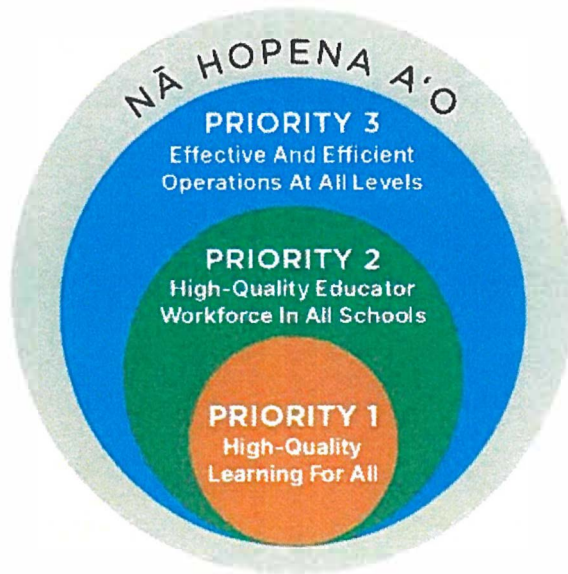 NĀ HOPENA AʻO
PRIORITY 3
Effective And Efficient
Operations At All Levels
PRIORITY 2
High-Quality Educator
Workforce In All Schools
PRIORITY 1
High-Quality
Learning For All